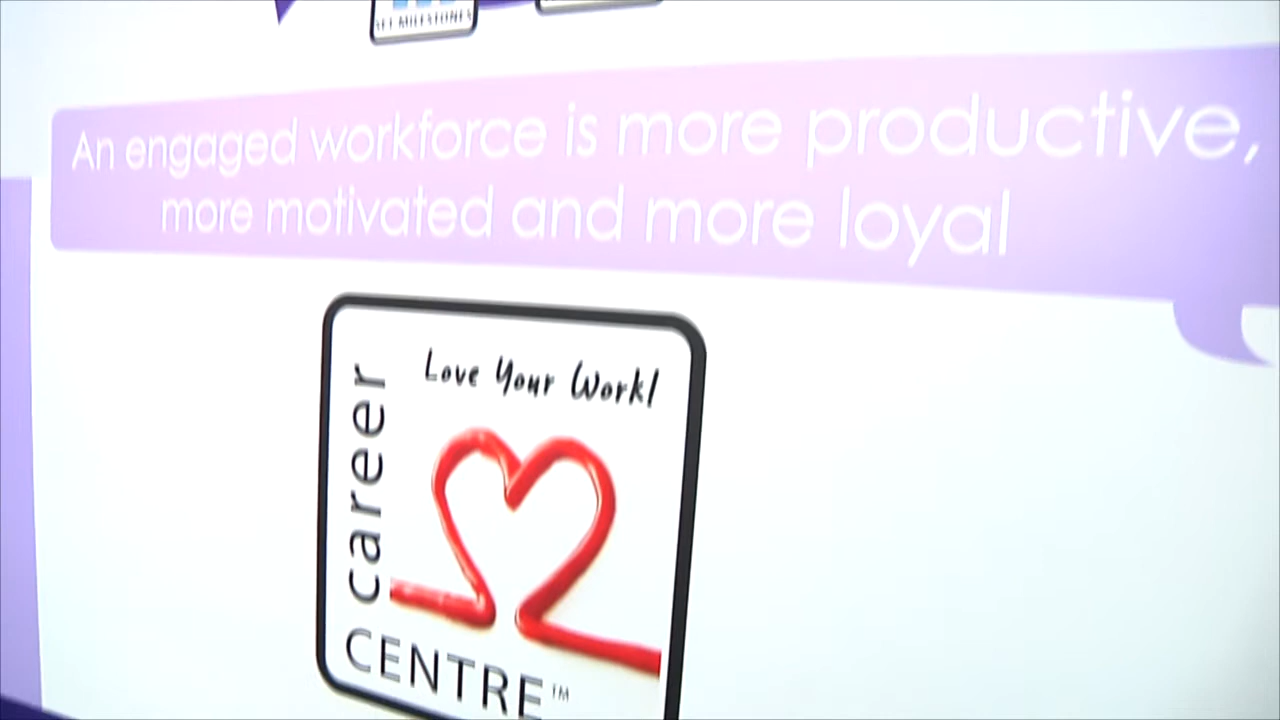 SET MILESTONES
An engaged workforce is more productive,
more motivated and more loyal
Love Your Work!
career
CENTRE™